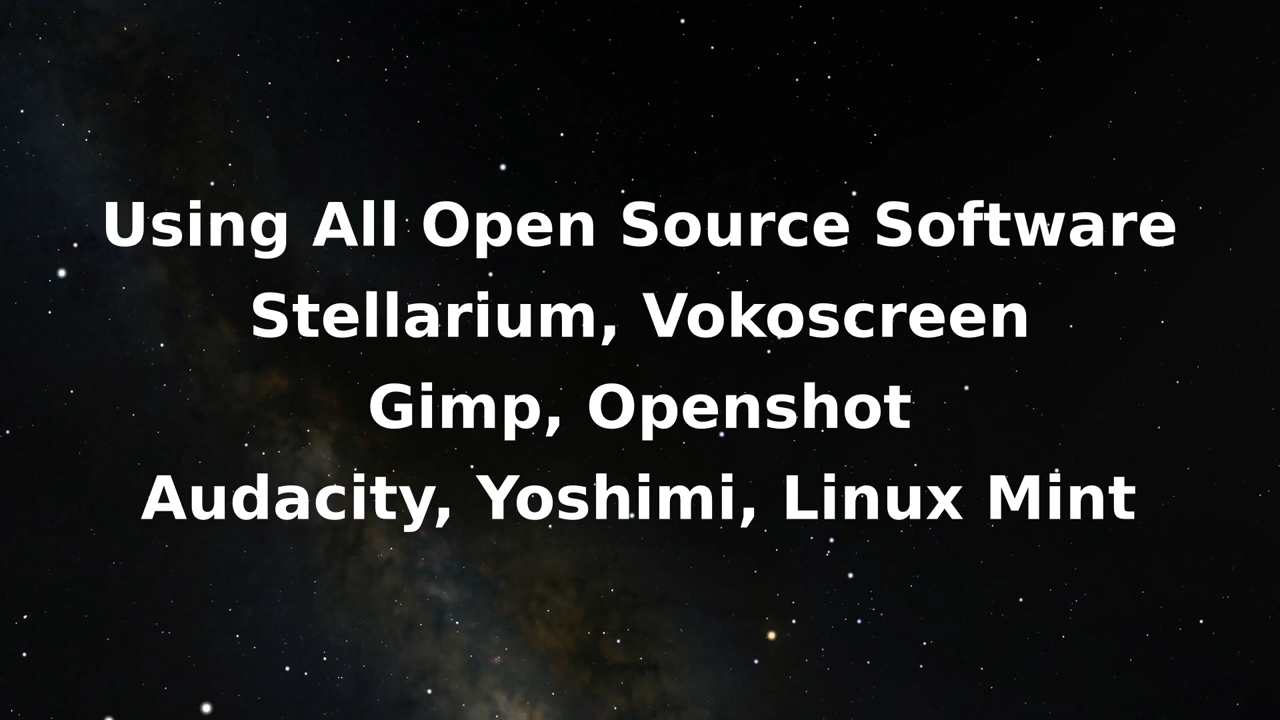 Using All Open Source Software
Stellarium, Vokoscreen
Gimp, Openshot
Audacity, Yoshimi, Linux Mint